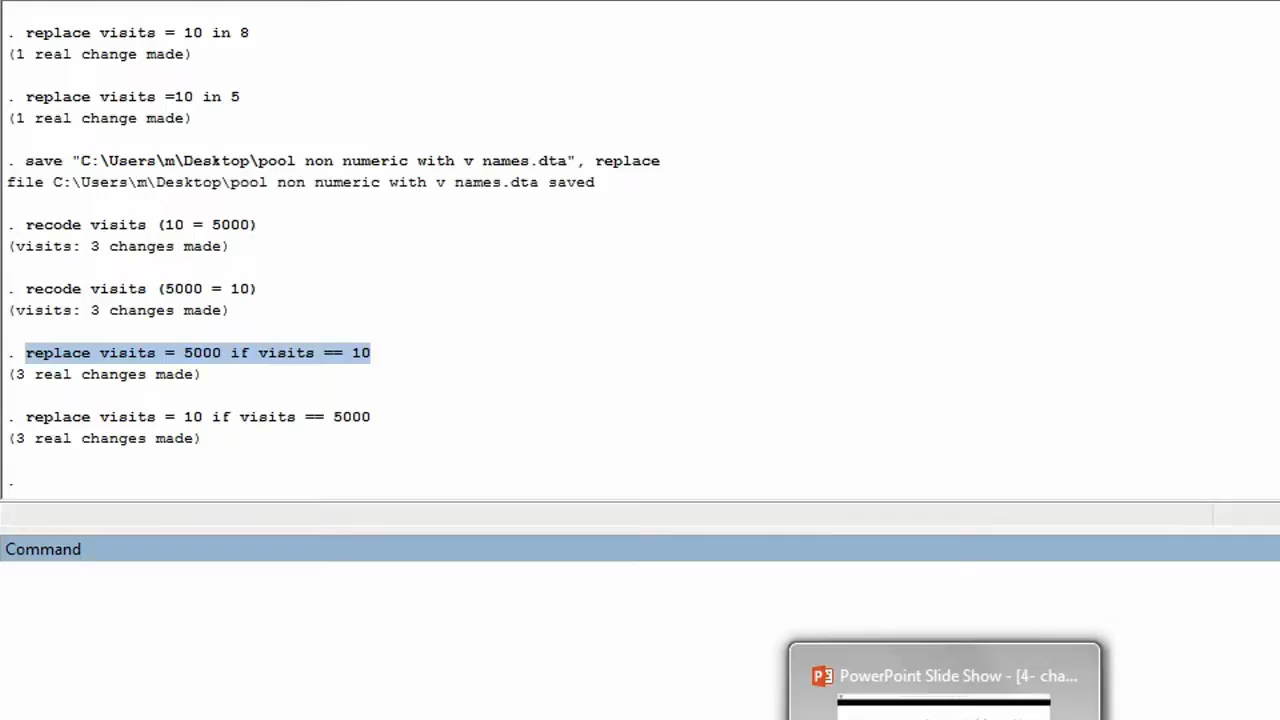 . replace visits = 10 in 8
(1 real change made)
. replace visits =10 in 5
(1 real change made)
. save "C:\Users\m\Desktop\pool non numeric with v names.dta", replace
file C:\Users\m\Desktop\pool non numeric with v names.dta saved
. recode visits (10 = 5000)
(visits: 3 changes made)
. recode visits (5000 = 10)
(visits: 3 changes made)
. replace visits = 5000 if visits == 10
(3 real changes made)
. replace visits = 10 if visits == 5000
(3 real changes made)
.
Command
PowerPoint Slide Show - [4- cha...